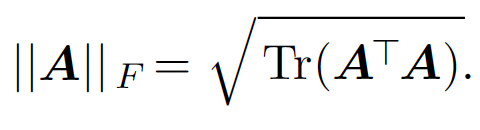 ||A||_F = √Tr(A^⊤A).